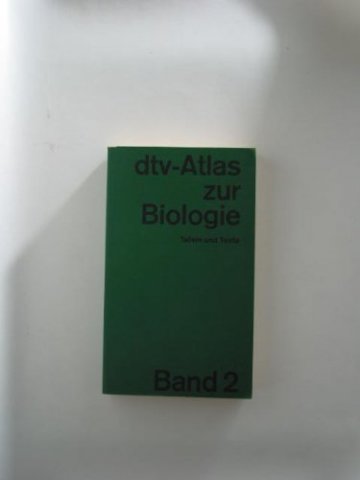 dtv-Atlas
zur
Biologie
Tafeln und Texte
Band 2